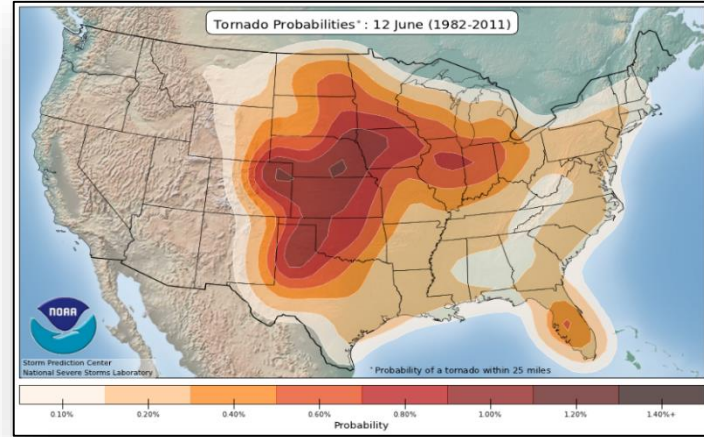 Tornado Probabilities*: 12 June (1982-2011)
NOAA
Storm Prediction Center
National Severe Storms Laboratory
*Probability of a tornado within 25 miles
0.10% 0.20% 0.40% 0.60% 0.80% 1.00% 1.20% 1.40%+
Probability